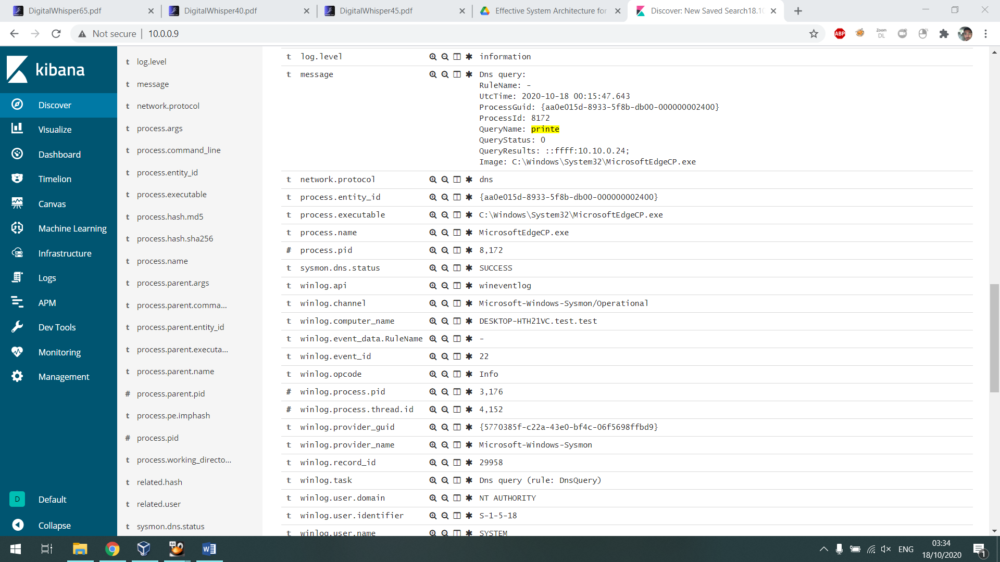 DigitalWhisper65.pdf
DigitalWhisper40.pdf
DigitalWhisper45.pdf
Effective System Architecture for
Discover: New Saved Search18.10
Not secure
10.0.0.9
ABP
Zoom
DL
kibana
Discover
Visualize
Dashboard
Timelion
Canvas
Machine Learning
Infrastructure
Logs
APM
Dev Tools
Monitoring
Management
D Default
Collapse
t log.level
t message
t network.protocol
t process.args
t process.command_line
t process.entity_id
t process.executable
t process.hash.md5
t process.hash.sha256
t process.name
t process.parent.args
t process.parent.comma...
t process.parent.entity_id
t process.parent.executa...
t process.parent.name
# process.parent.pid
t process.parent.pe.imphash
# process.pid
t process.working_directo...
t related.hash
t related.user
t sysmon.dns.status
t log.level information
t message Dns query:
RuleName: -
UtcTime: 2020-10-18 00:15:47.643
ProcessGuid: {aa0e015d-8933-5f8b-db00-000000002400}
ProcessId: 8172
QueryName: printe
QueryStatus: 0
QueryResults: ::ffff:10.10.0.24;
Image: C:\Windows\System32\MicrosoftEdgeCP.exe
t network.protocol dns
t process.entity_id {aa0e015d-8933-5f8b-db00-000000002400}
t process.executable C:\Windows\System32\MicrosoftEdgeCP.exe
t process.name MicrosoftEdgeCP.exe
# process.pid 8,172
t sysmon.dns.status SUCCESS
t winlog.api wineventlog
t winlog.channel Microsoft-Windows-Sysmon/Operational
t winlog.computer_name DESKTOP-HTH21VC.test.test
t winlog.event_data.RuleName -
t winlog.event_id 22
t winlog.opcode Info
# winlog.process.pid 3,176
# winlog.process.thread.id 4,152
t winlog.provider_guid {5770385f-c22a-43e0-bf4c-06f5698ffbd9}
t winlog.provider_name Microsoft-Windows-Sysmon
t winlog.record_id 29958
t winlog.task Dns query (rule: DnsQuery)
t winlog.user.domain NT AUTHORITY
t winlog.user.identifier S-1-5-18
t winlog.user.name SYSTEM
64
ENG
03:34
18/10/2020
1